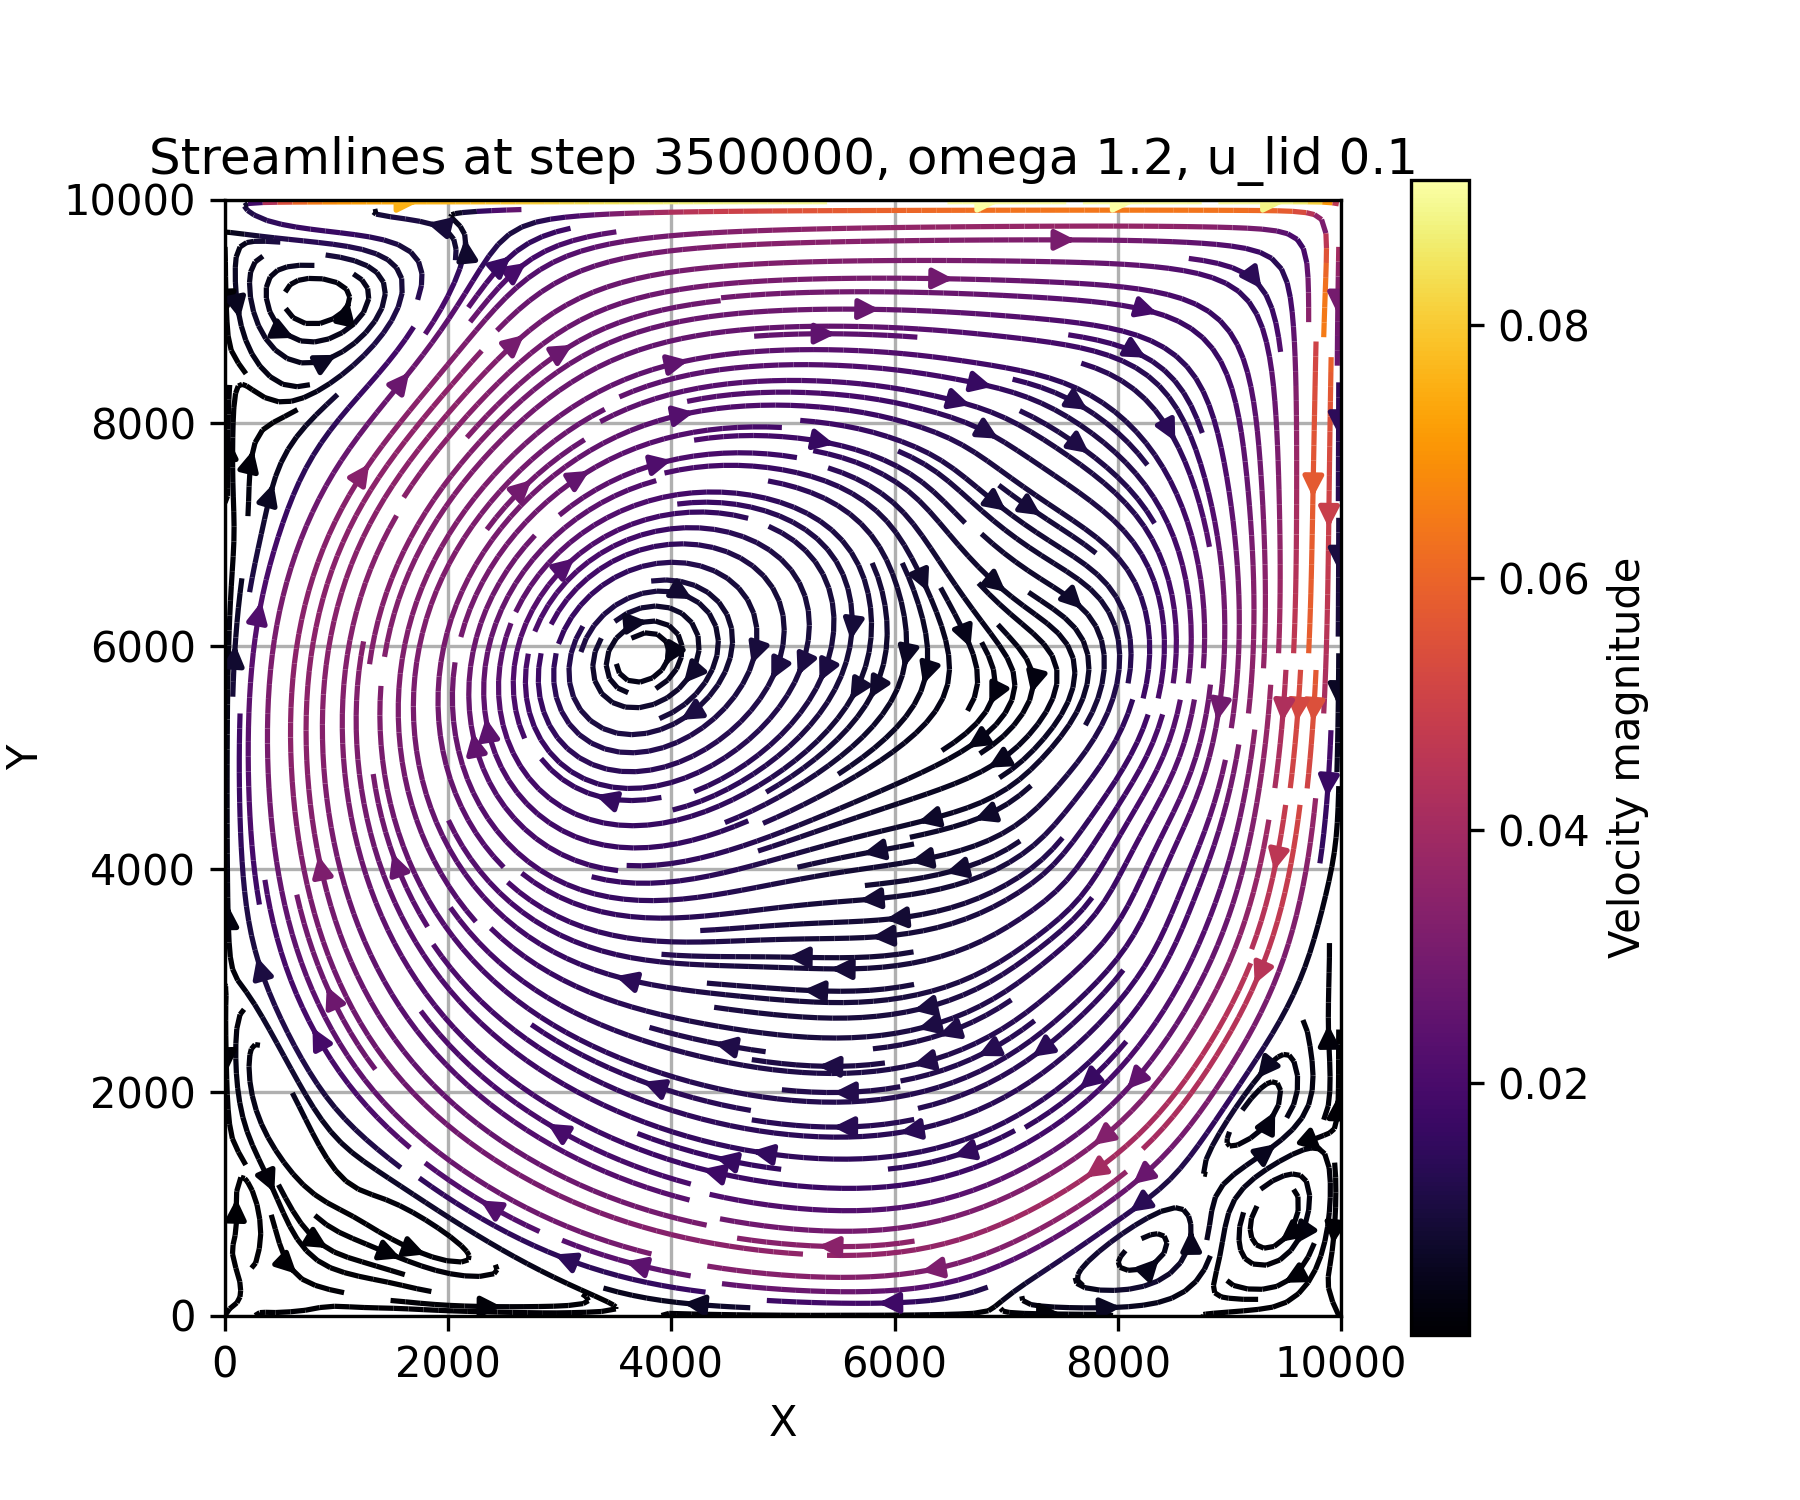 Streamlines at step 3500000, omega 1.2, u_lid 0.1
10000
8000
6000
4000
2000
0
Y
0 2000 4000 6000 8000 10000
X
0.08
0.06
0.04
0.02
Velocity magnitude